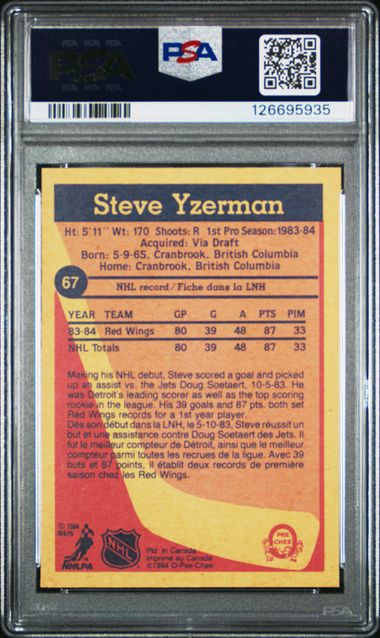 PSA
PSA
126695935
Steve Yzerman
Ht: 5'11" Wt: 170 Shoots: R 1st Pro Season: 1983-84
Acquired: Via Draft
Born: 5-9-65, Cranbrook, British Columbia
Home: Cranbrook, British Columbia
67
NHL record/Fiche dans la LNH
YEAR TEAM GP G A PTS PIM
83-84 Red Wings 80 39 48 87 33
NHL Totals 80 39 48 87 33
Making his NHL debut, Steve scored a goal and picked
up an assist vs. the Jets Doug Soetaert, 10-5-83. He
was Detroit's leading scorer as well as the top scoring
rookie in the league. His 39 goals and 87 pts. both set
Red Wings records for a 1st year player.
Dès son début dans la LNH, le 5-10-83, Steve réussit un
but et une assistance contre Doug Soetaert des Jets. Il
fut le meilleur compteur de Détroit, ainsi que le meilleur
compteur parmi toutes les recrues de la ligue. Avec 39
buts et 87 points, il établit deux records de première
saison chez les Red Wings.
© 1984
NHLPA
NHLPA
NHL
Ptd. in Canada
Imprimé au Canada
©1984 O-Pee-Chee
O
PEE
CHEE
PSA